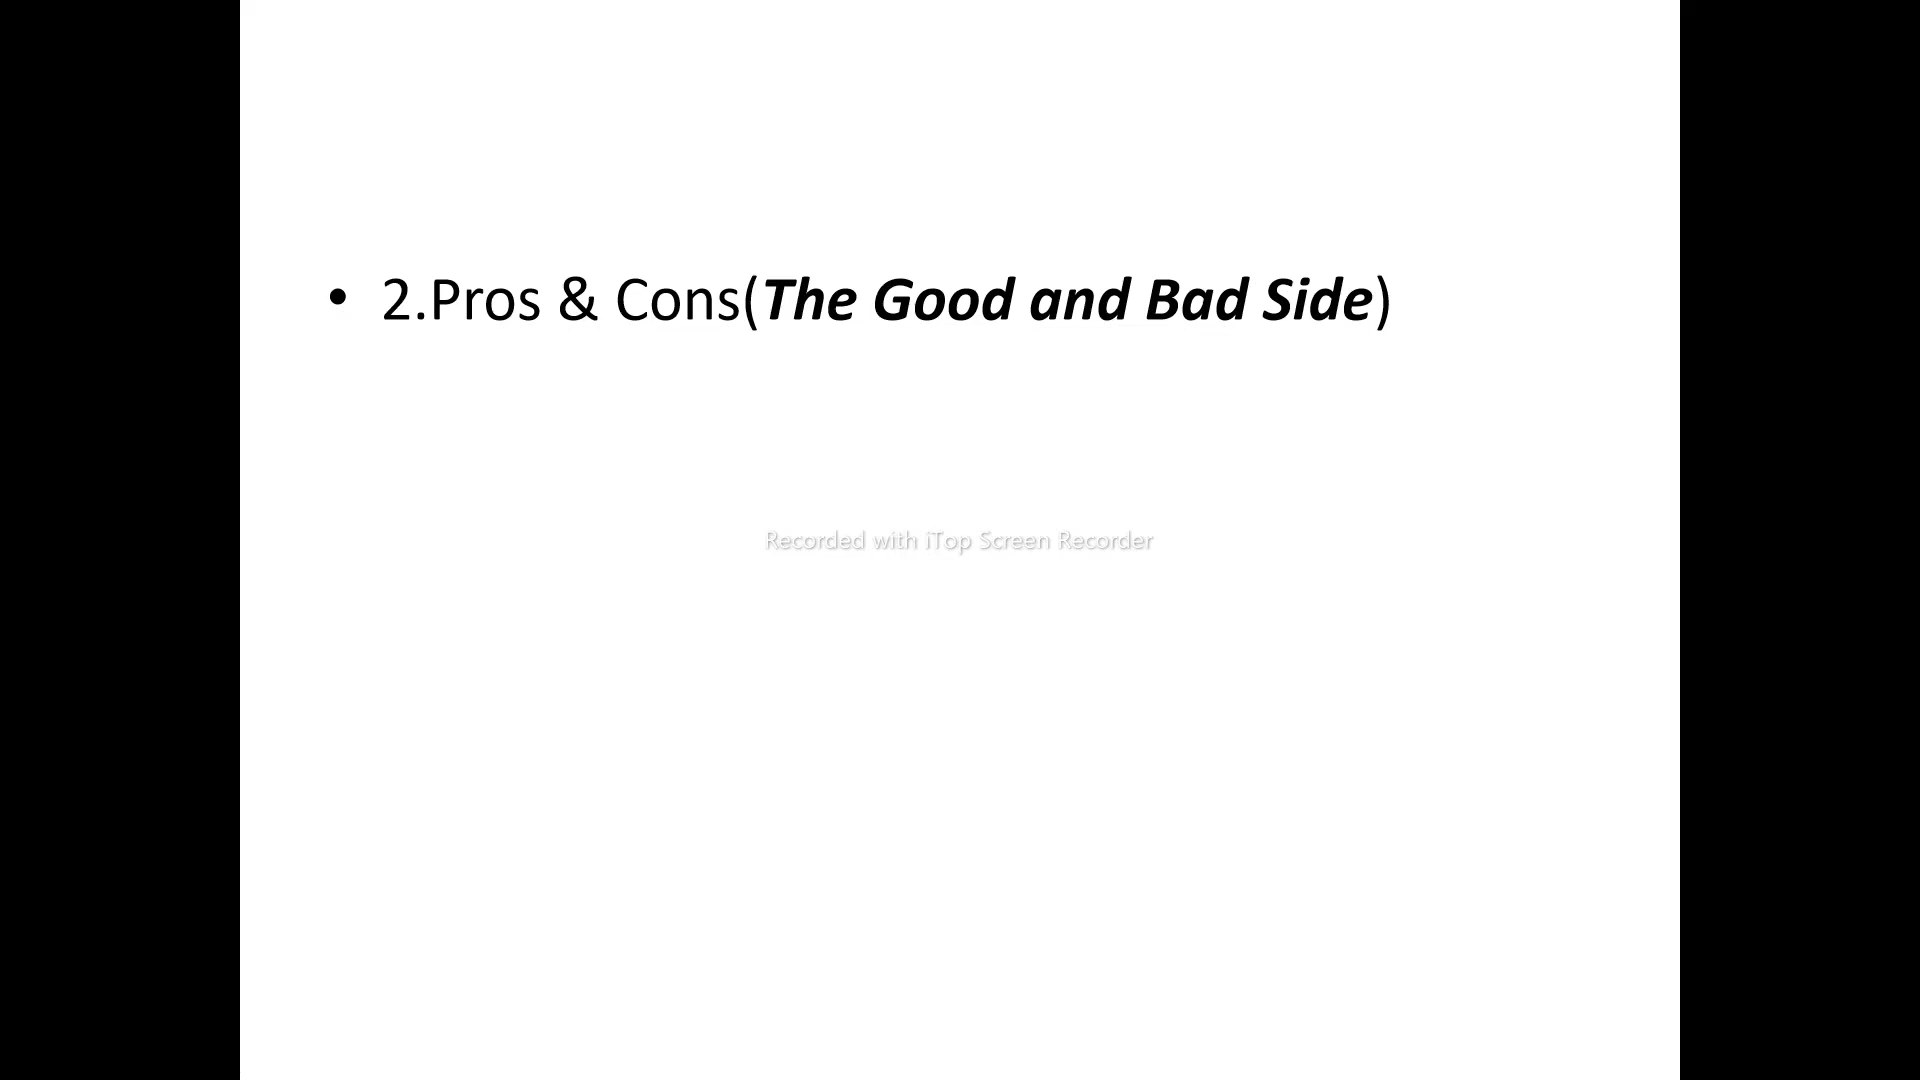 • 2.Pros & Cons(The Good and Bad Side)
Recorded with iTop Screen Recorder